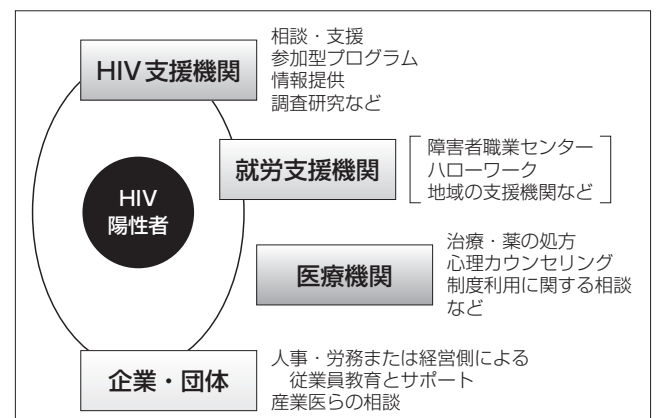 HIV支援機関
相談・支援
参加型プログラム
情報提供
調査研究など
就労支援機関
障害者職業センター
ハローワーク
地域の支援機関など
HIV
陽性者
医療機関
治療・薬の処方
心理カウンセリング
制度利用に関する相談
など
企業・団体
人事・労務または経営側による
従業員教育とサポート
産業医らの相談